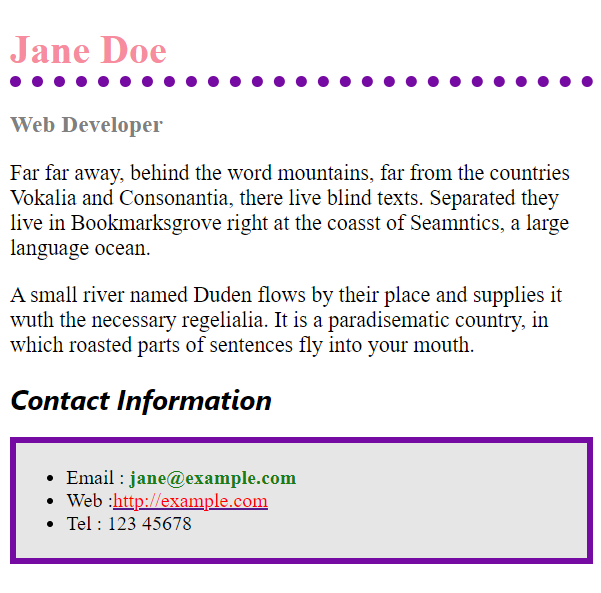 Jane Doe
Web Developer
Far far away, behind the word mountains, far from the countries
Vokalia and Consonantia, there live blind texts. Separated they
live in Bookmarksgrove right at the coasst of Seamntics, a large
language ocean.
A small river named Duden flows by their place and supplies it
wuth the necessary regelialia. It is a paradisematic country, in
which roasted parts of sentences fly into your mouth.
Contact Information
Email : jane@example.com
Web :http://example.com
Tel : 123 45678